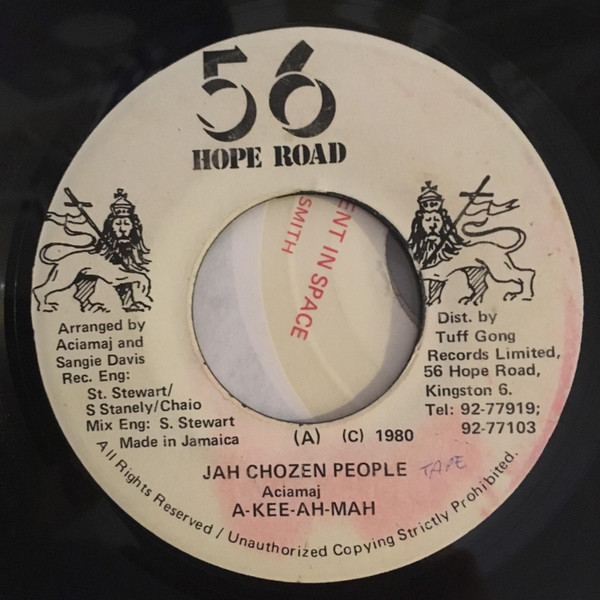 56
HOPE ROAD
ENT IN SPACE
SMITH
Arranged by
Aciamaj and
Sangie Davis
Rec. Eng:
St. Stewart/
S Stanely/Chaio
Mix Eng: S. Stewart
Made in Jamaica
Dist. by
Tuff Gong
Records Limited,
56 Hope Road,
Kingston 6.
Tel: 92-77919;
92-77103
(A) (C) 1980
JAH CHOZEN PEOPLE TAPE
Aciamaj
A-KEE-AH-MAH
All Rights Reserved / Unauthorized Copying Strictly Prohibited.